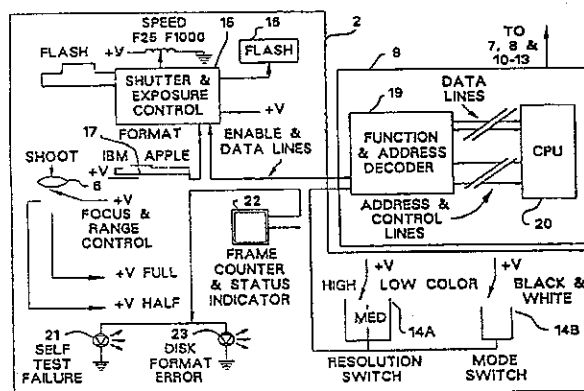 SPEED
F25 F1000
16
18
FLASH
+V
FLASH
2
TO
7, 8 &
10-13
9
SHUTTER &
EXPOSURE
CONTROL
+V
19
DATA
LINES
FORMAT
17
IBM APPLE
ENABLE &
DATA LINES
FUNCTION
& ADDRESS
DECODER
CPU
SHOOT
+V
6
+V
FOCUS &
RANGE
CONTROL
22
ADDRESS
& CONTROL
LINES
20
FRAME
COUNTER
& STATUS
INDICATOR
+V FULL
+V HALF
+V
+V
HIGH
LOW COLOR
BLACK &
WHITE
MED
14A
14B
21
SELF
TEST
FAILURE
23
DISK
FORMAT
ERROR
RESOLUTION
SWITCH
MODE
SWITCH